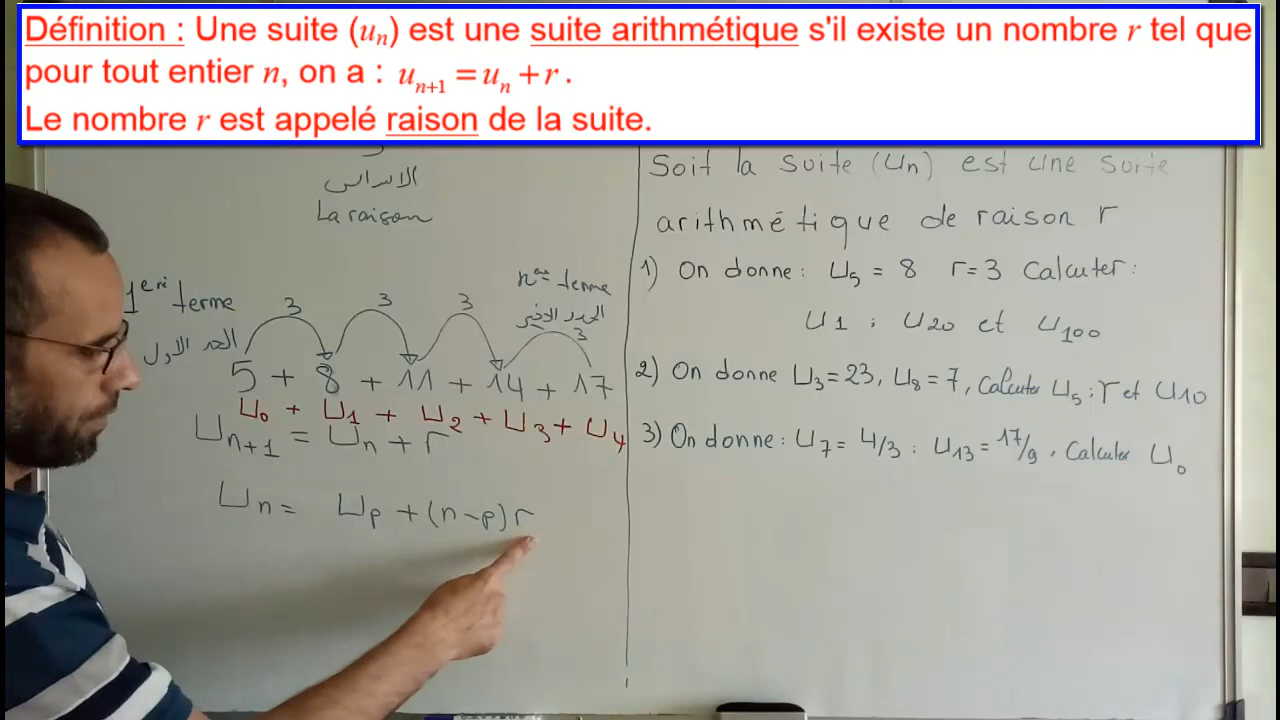 Définition : Une suite (uₙ) est une suite arithmétique s'il existe un nombre r tel que
pour tout entier n, on a : uₙ₊₁ = uₙ + r .
Le nombre r est appelé raison de la suite.
الاساس
La raison
1ere terme
الحد الاول
nème terme
الحد الاخير
3 3 3 3
5 + 8 + 11 + 14 + 17
U₀ + U₁ + U₂ + U₃ + U₄
Uₙ₊₁ = Uₙ + r
Uₙ = Uₚ + (n-p)r
Soit la suite (Uₙ) est une suite
arithmétique de raison r
1) On donne : U₅ = 8 r = 3 Calculer :
U₁ ; U₂₀ et U₁₀₀
2) On donne U₃ = 23, U₈ = 7, Calculer U₅ ; r et U₁₀
3) On donne : U₇ = 4/3 : U₁₃ = 17/9, Calculer U₀